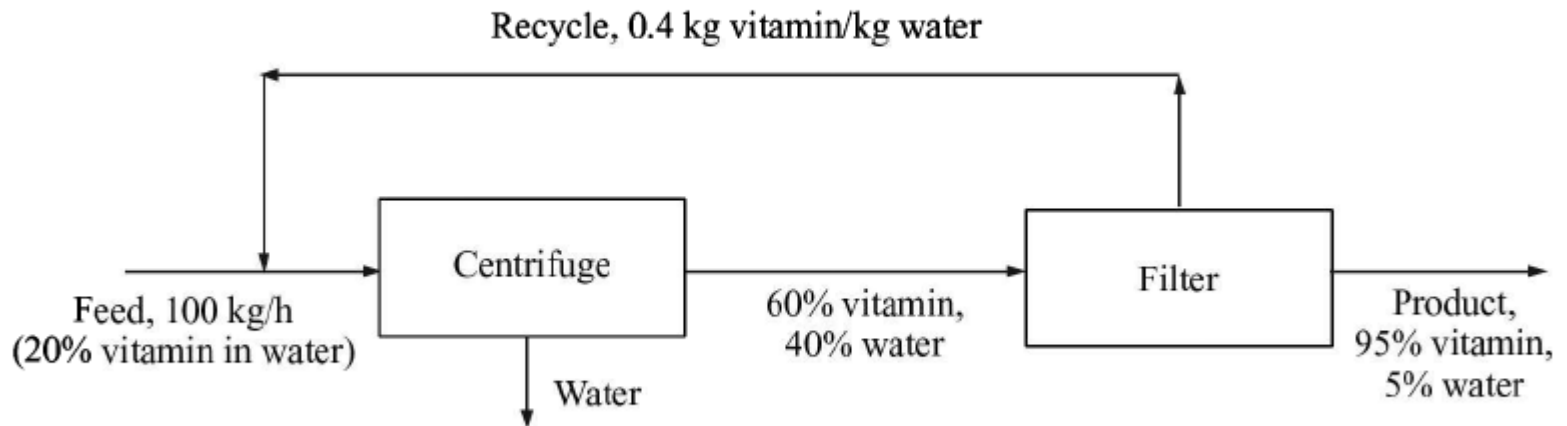 Recycle, 0.4 kg vitamin/kg water
Centrifuge
Filter
Feed, 100 kg/h
(20% vitamin in water)
60% vitamin,
40% water
Product,
95% vitamin,
5% water
Water